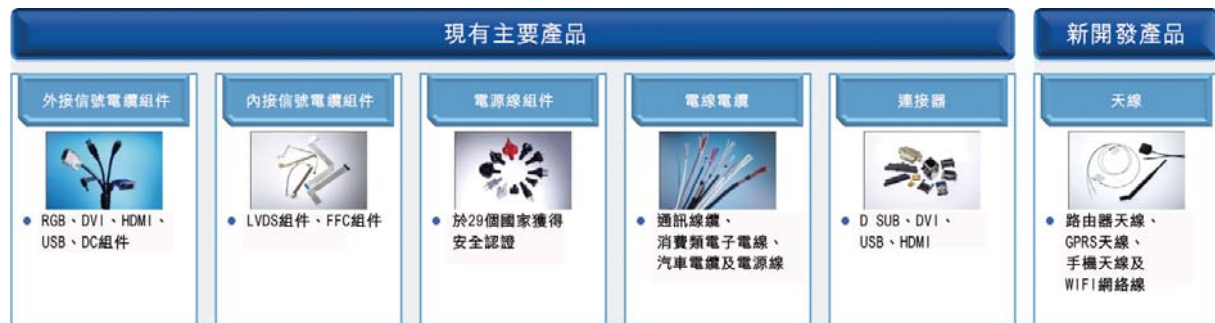 現有主要產品
新開發產品
外接信號電纜組件
內接信號電纜組件
電源線組件
電線電纜
連接器
天線
• RGB、DVI、HDMI、
USB、DC組件
• LVDS組件、FFC組件
• 於29個國家獲得
安全認證
• 通訊線纜、
消費類電子電線、
汽車電纜及電源線
• D SUB、DVI、
USB、HDMI
• 路由器天線、
GPRS天線、
手機天線及
WIFI網絡線